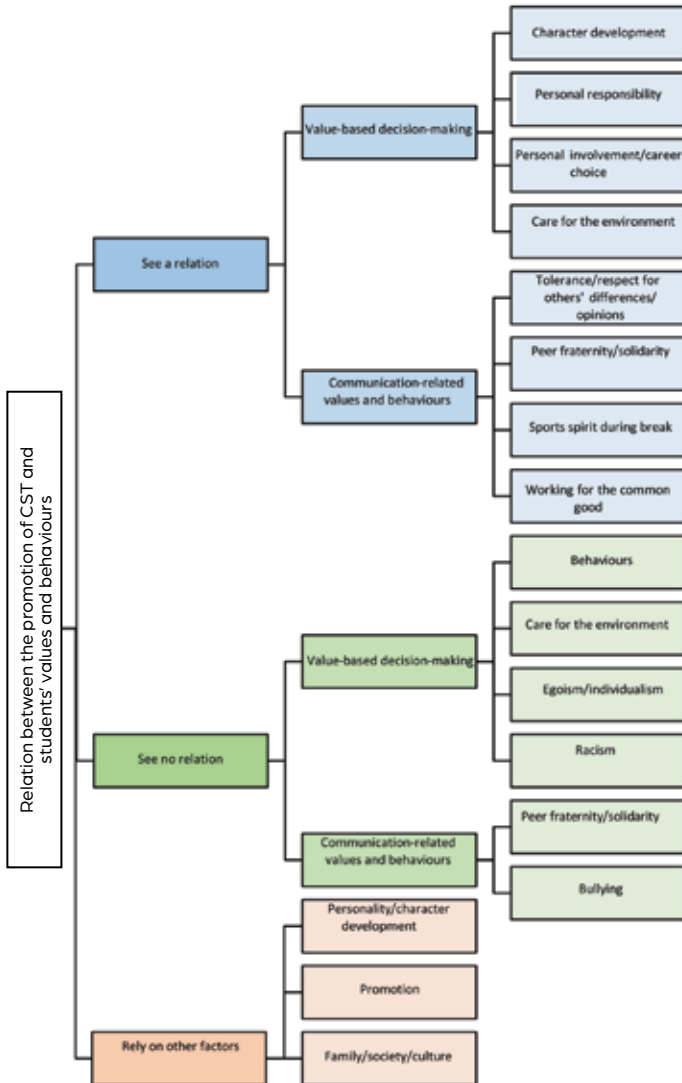 Relation between the promotion of CST and
students' values and behaviours
See a relation
Value-based decision-making
Character development
Personal responsibility
Personal involvement/career
choice
Care for the environment
Communication-related
values and behaviours
Tolerance/respect for
others' differences/
opinions
Peer fraternity/solidarity
Sports spirit during break
Working for the common
good
See no relation
Value-based decision-making
Behaviours
Care for the environment
Egoism/individualism
Racism
Communication-related
values and behaviours
Peer fraternity/solidarity
Bullying
Rely on other factors
Personality/character
development
Promotion
Family/society/culture